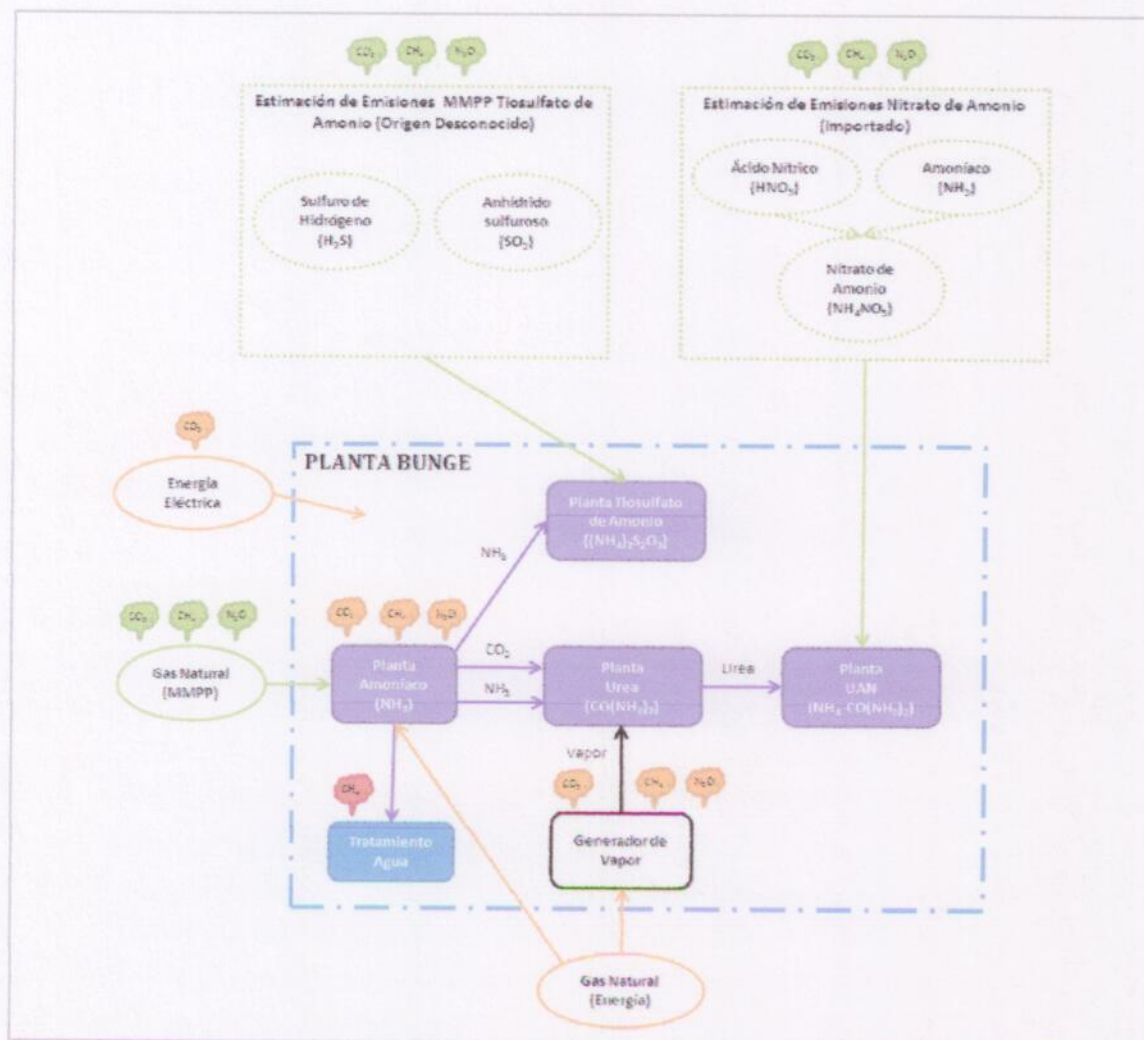 CO₂ CH₄ N₂O
CO₂ CH₄ N₂O
Estimación de Emisiones MMPP Tiosulfato de
Amonio (Origen Desconocido)
Sulfuro de
Hidrógeno
{H₂S}
Anhídrido
sulfuroso
{SO₂}
Estimación de Emisiones Nitrato de Amonio
(Importado)
Ácido Nítrico
{HNO₃}
Amoníaco
{NH₃}
Nitrato de
Amonio
{NH₄NO₃}
CO₂
Energía
Eléctrica
PLANTA BUNGE
Planta Tiosulfato
de Amonio
{(NH₄)₂S₂O₃}
NH₃
CO₂ CH₄ N₂O
Gas Natural
(MMPP)
CO₂ CH₄ N₂O
Planta
Amoníaco
(NH₃)
CO₂
NH₃
Planta
Urea
{CO(NH₂)₂}
Urea
Planta
UAN
(NH₄-CO(NH₂)₂)
Vapor
CO₂ CH₄ N₂O
CH₄
Tratamiento
Agua
Generador de
Vapor
Gas Natural
(Energía)